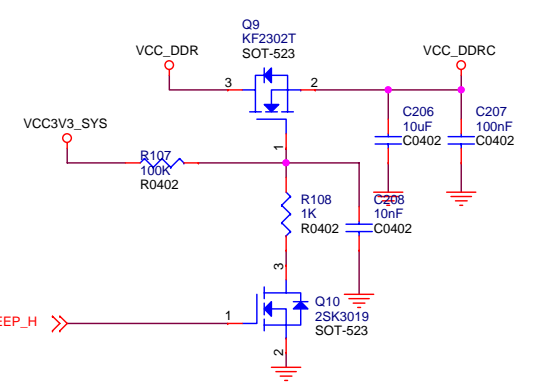 Q9
KF2302T
SOT-523
VCC_DDR
VCC_DDRC
3
2
1
C206
10uF
C0402
C207
100nF
C0402
VCC3V3_SYS
R107
100K
R0402
R108
1K
R0402
C208
10nF
C0402
3
EEP_H
1
Q10
2SK3019
SOT-523
2